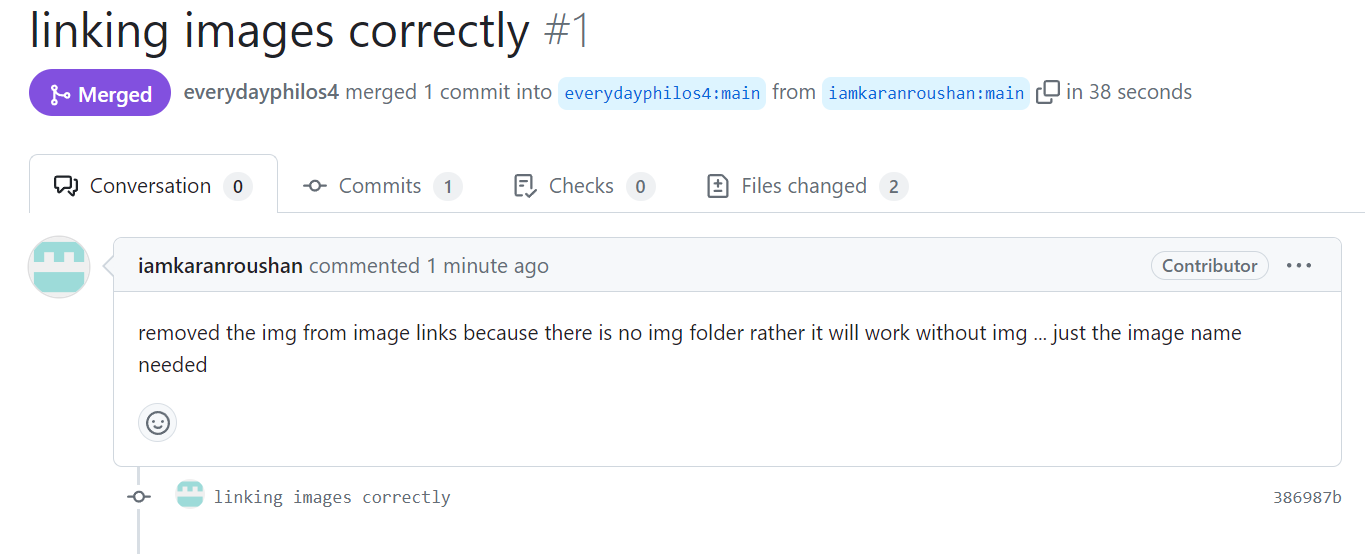 linking images correctly #1
Merged everydayphilos4 merged 1 commit into everydayphilos4:main from iamkaranroushan:main in 38 seconds
Conversation 0 Commits 1 Checks 0 Files changed 2
iamkaranroushan commented 1 minute ago Contributor
removed the img from image links because there is no img folder rather it will work without img ... just the image name
needed
linking images correctly 386987b